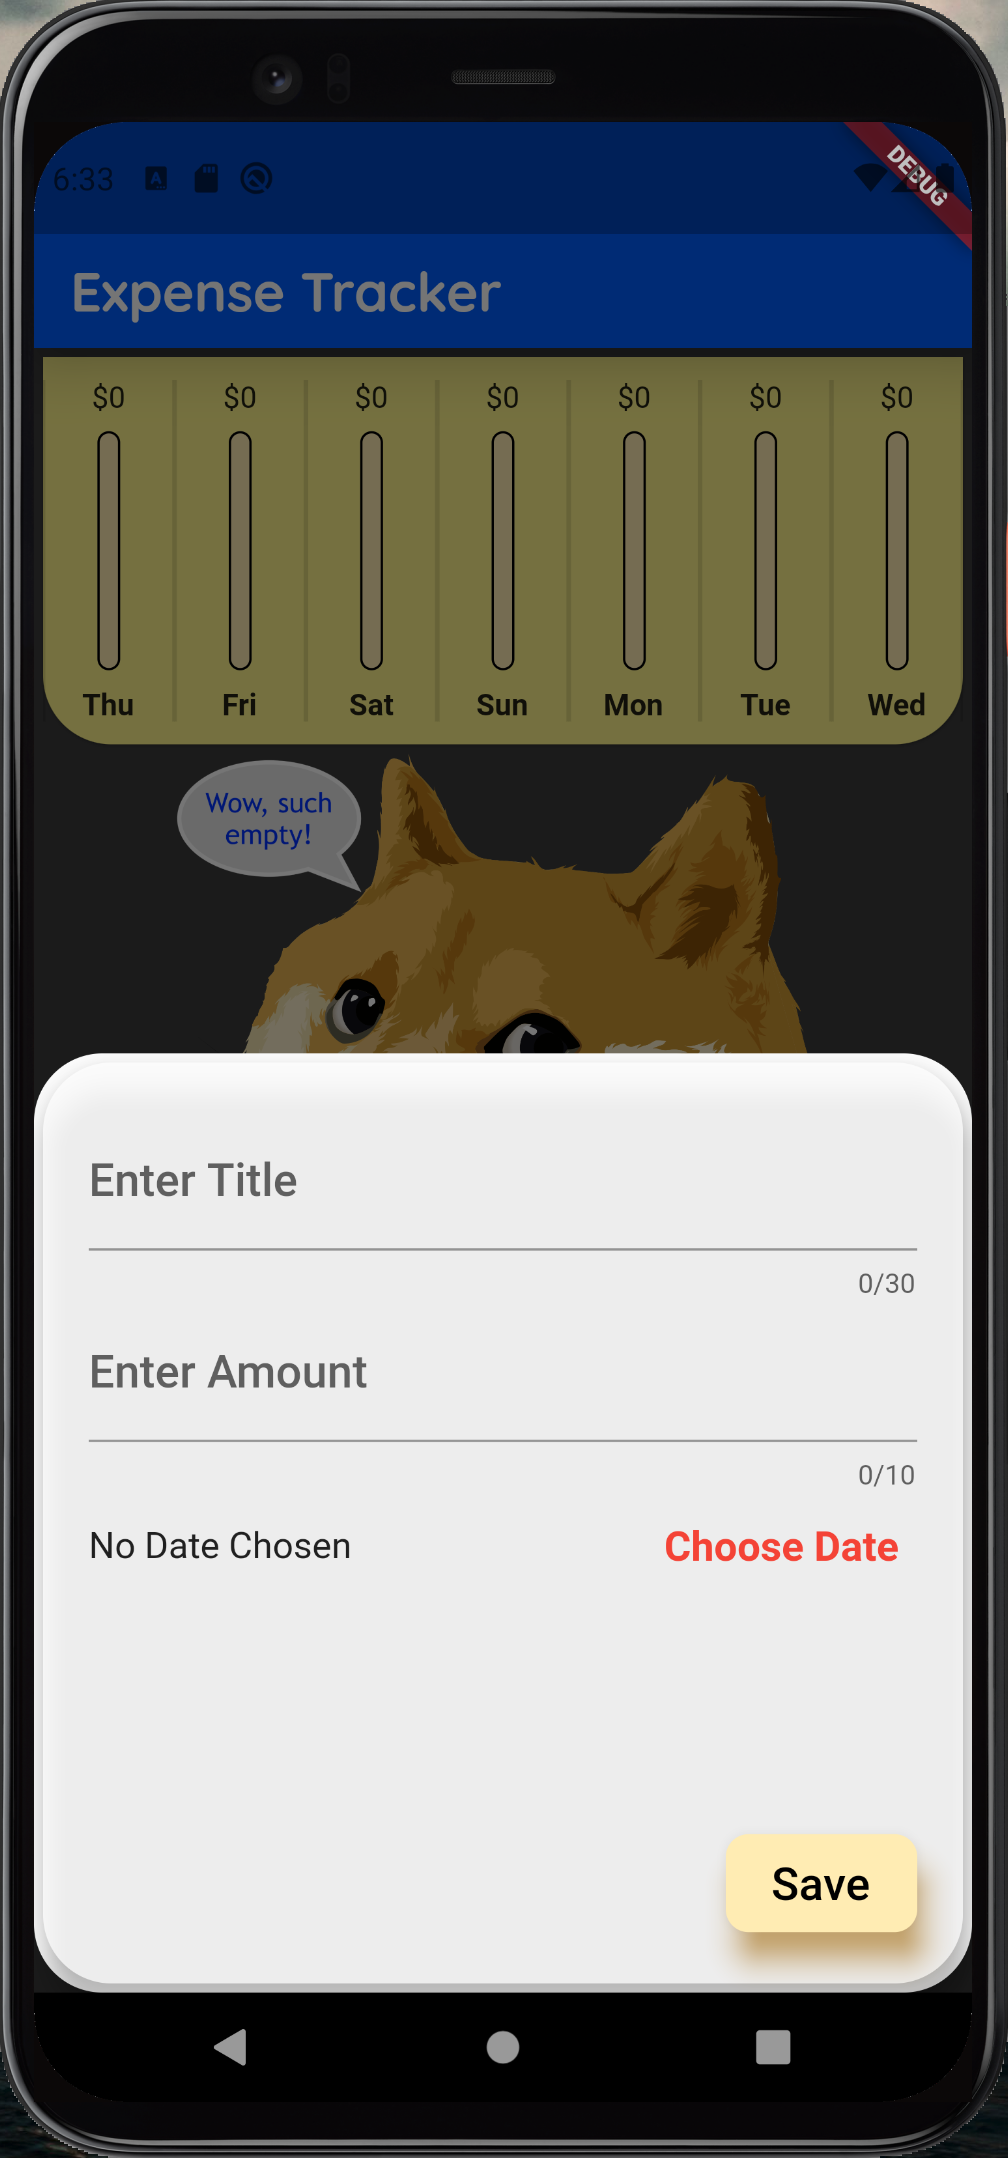 6:33
DEBUG
Expense Tracker
$0 $0 $0 $0 $0 $0 $0
Thu Fri Sat Sun Mon Tue Wed
Wow, such
empty!
Enter Title
0/30
Enter Amount
0/10
No Date Chosen Choose Date
Save